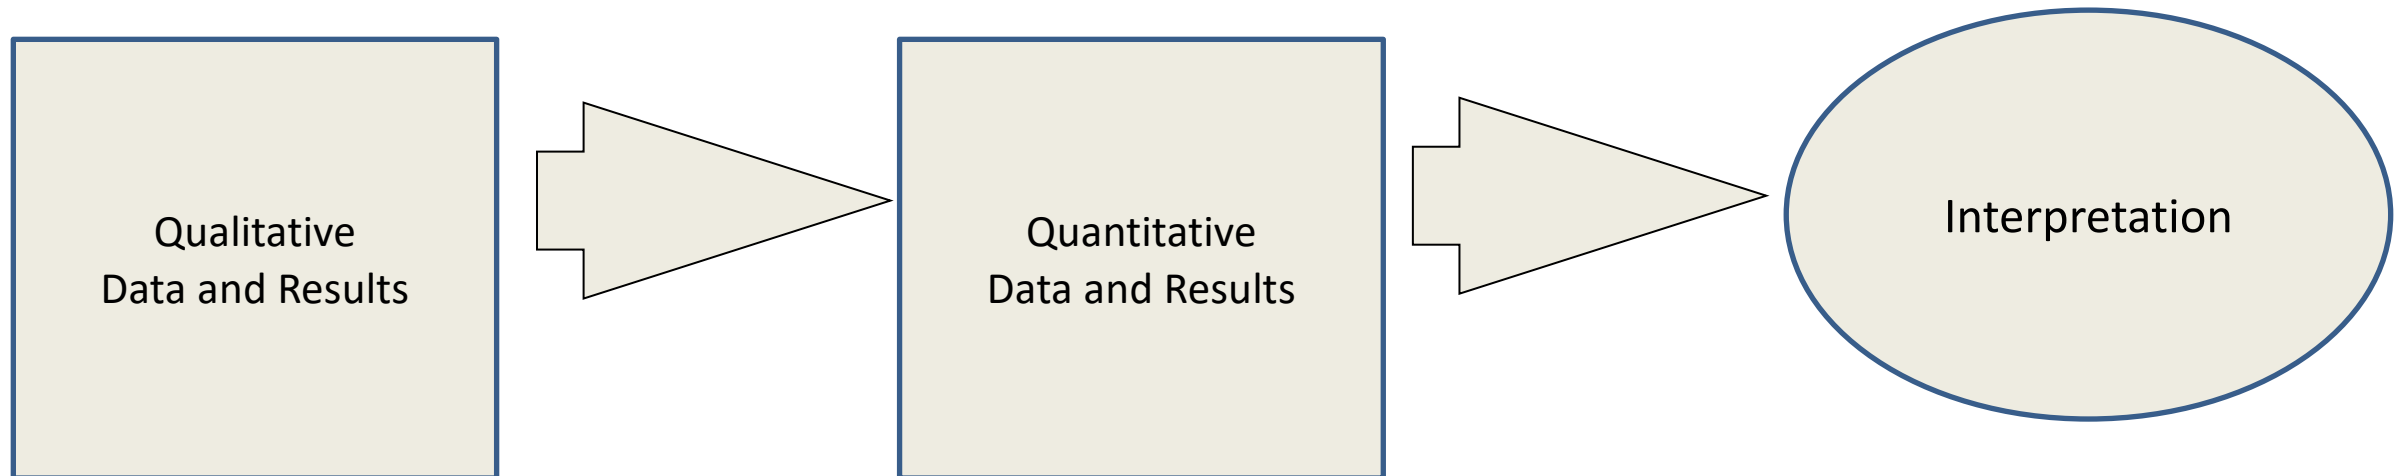 Qualitative
Data and Results
Quantitative
Data and Results
Interpretation